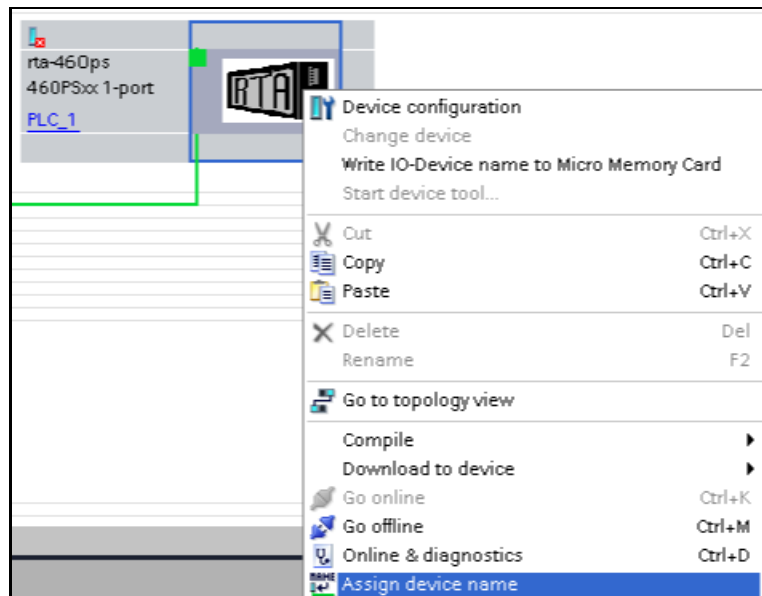 rta-460ps
460PSxx 1-port
PLC_1
RTA
Device configuration
Change device
Write IO-Device name to Micro Memory Card
Start device tool...
Cut Ctrl+X
Copy Ctrl+C
Paste Ctrl+V
Delete Del
Rename F2
Go to topology view
Compile
Download to device
Go online Ctrl+K
Go offline Ctrl+M
Online & diagnostics Ctrl+D
NAME
Assign device name